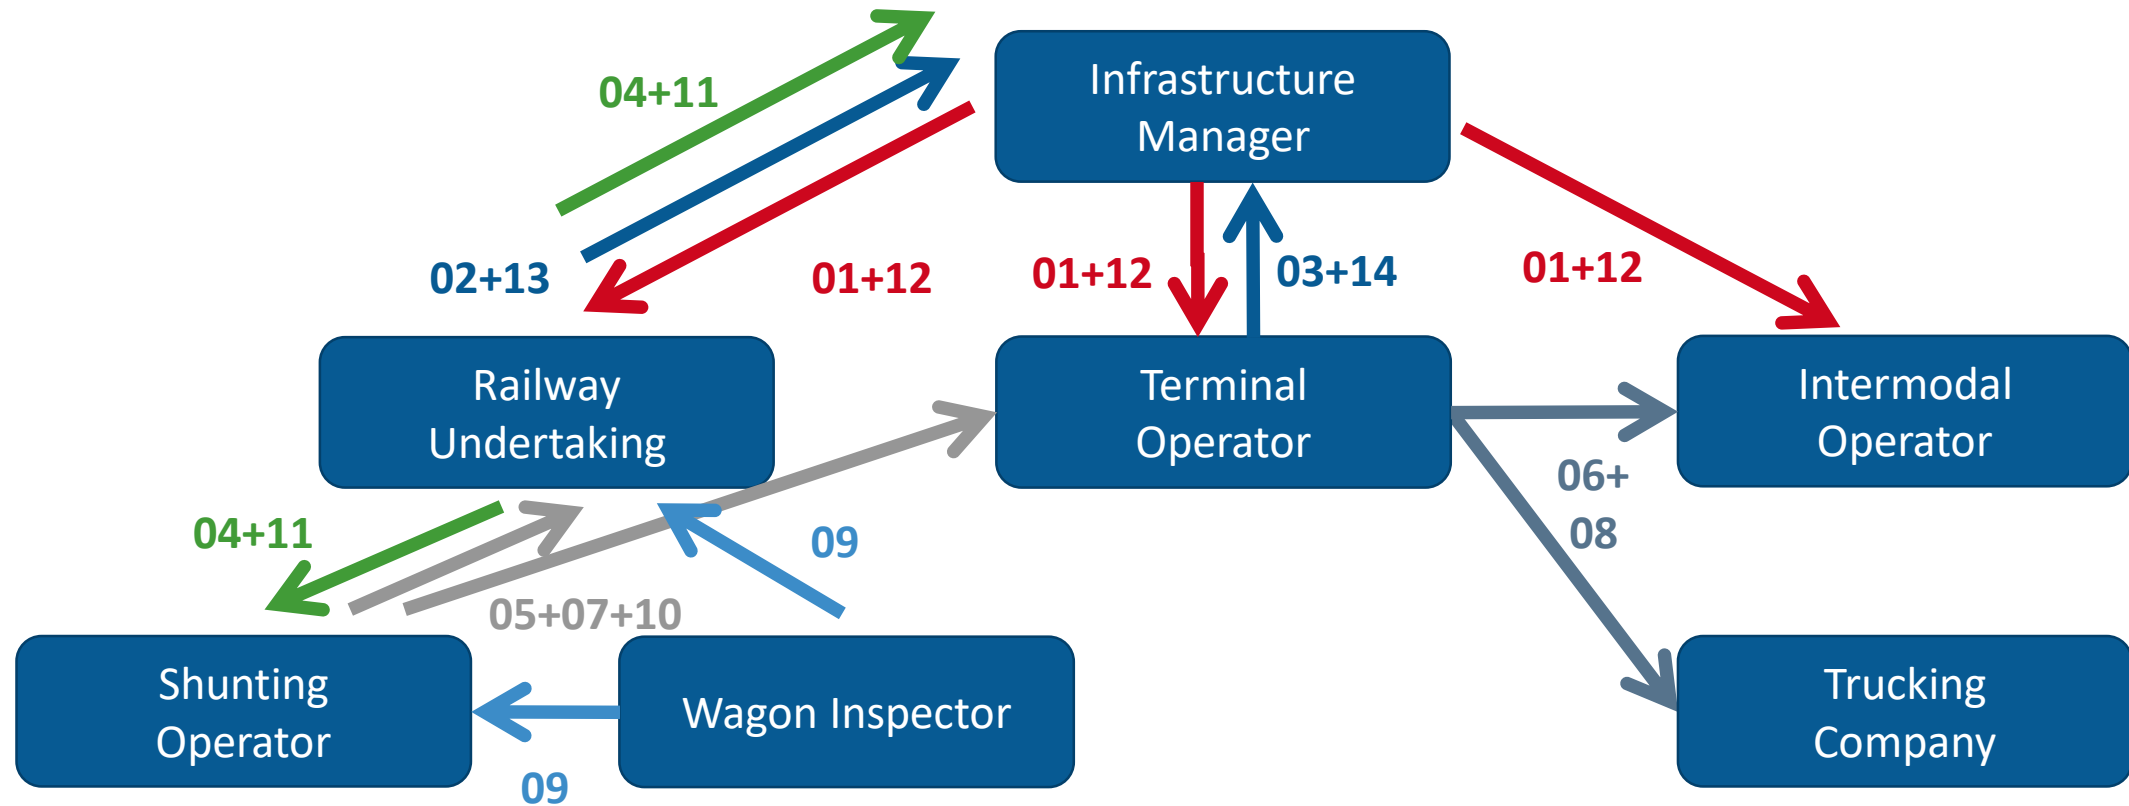 04+11
Infrastructure
Manager
02+13
01+12
01+12
03+14
01+12
Railway
Undertaking
Terminal
Operator
Intermodal
Operator
06+
08
04+11
09
05+07+10
Shunting
Operator
Wagon Inspector
Trucking
Company
09